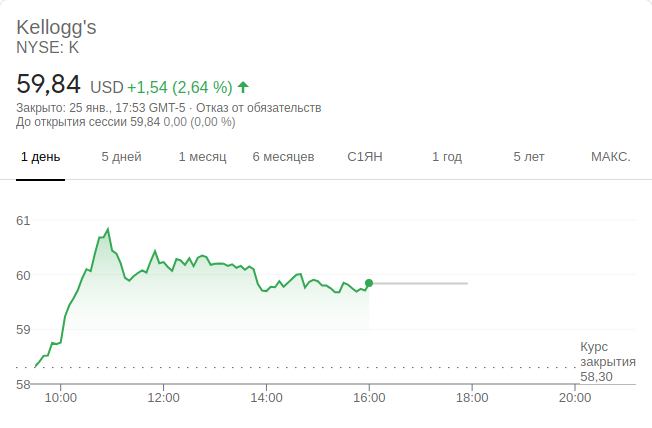 Kellogg's
NYSE: K
59,84 USD +1,54 (2,64 %)
Закрыто: 25 янв., 17:53 GMT-5 · Отказ от обязательств
До открытия сессии 59,84 0,00 (0,00 %)
1 день 5 дней 1 месяц 6 месяцев С1ЯН 1 год 5 лет МАКС.
61
60
59
58
Курс
закрытия
58,30
10:00 12:00 14:00 16:00 18:00 20:00